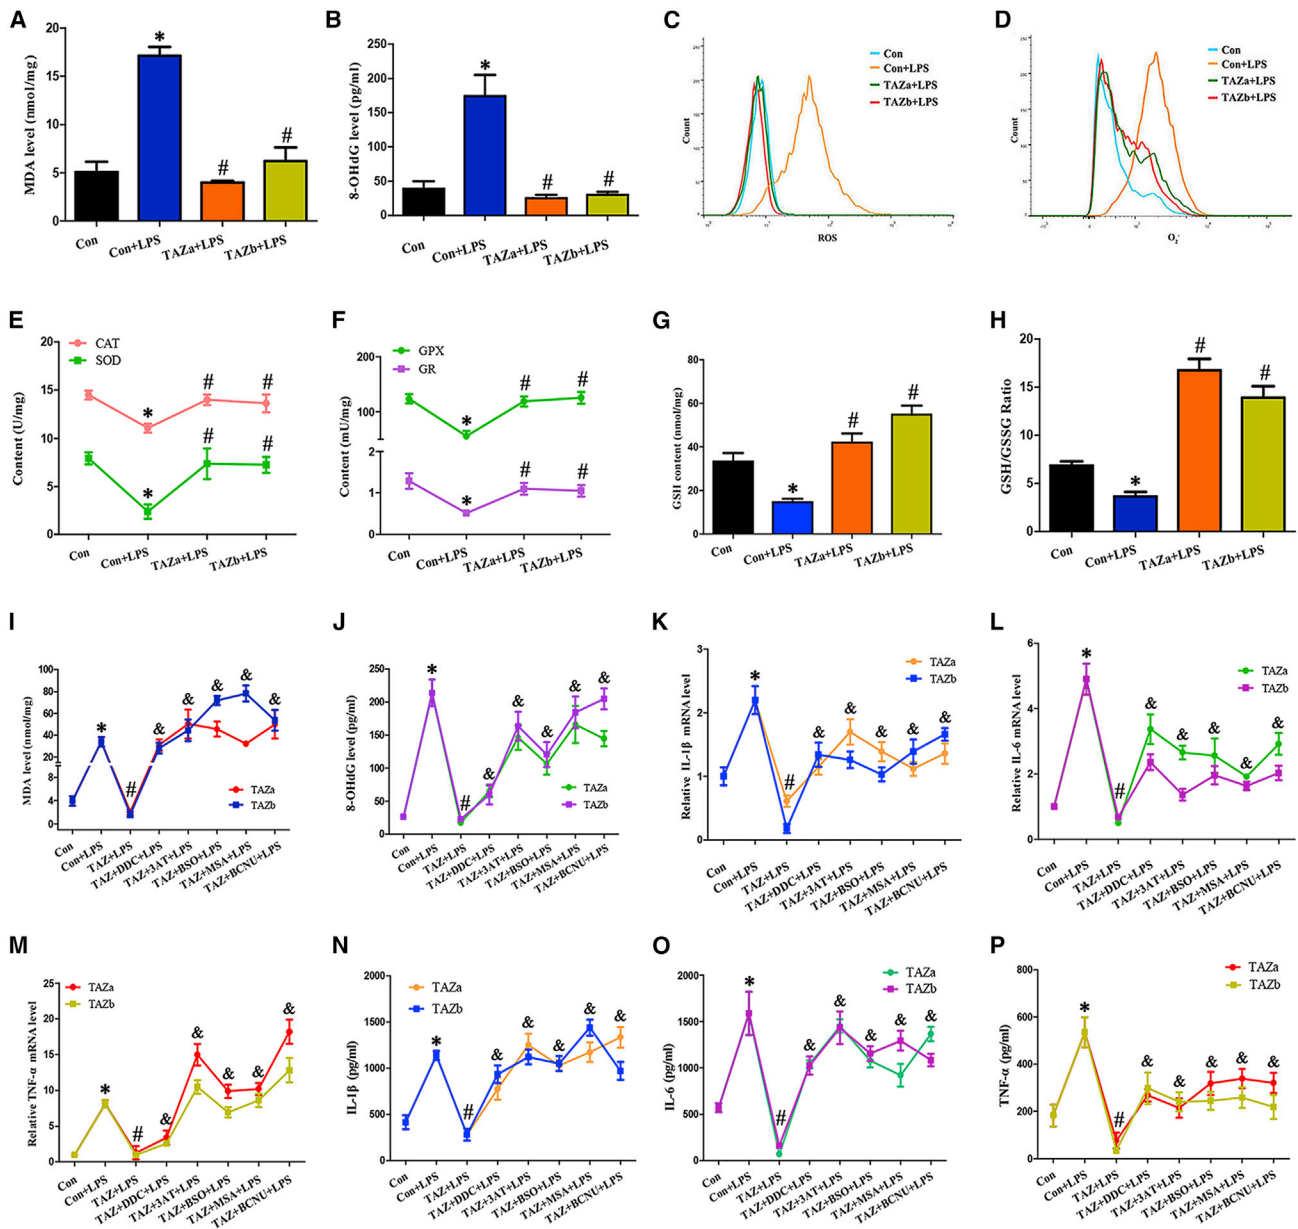 A
MDA level (nmol/mg)
20
15
10
5
0
*
#
#
Con
Con+LPS
TAZa+LPS
TAZb+LPS
B
8-OHdG level (pg/ml)
250
200
150
100
50
0
*
#
#
Con
Con+LPS
TAZa+LPS
TAZb+LPS
C
Count
Con
Con+LPS
TAZa+LPS
TAZb+LPS
ROS
D
Count
Con
Con+LPS
TAZa+LPS
TAZb+LPS
O2-
E
Content (U/mg)
20
15
10
5
0
CAT
SOD
*
#
#
*
#
#
Con
Con+LPS
TAZa+LPS
TAZb+LPS
F
Content (mU/mg)
200
100
2
1
0
GPX
GR
*
#
#
*
#
#
Con
Con+LPS
TAZa+LPS
TAZb+LPS
G
GSH content (nmol/mg)
80
60
40
20
0
*
#
#
Con
Con+LPS
TAZa+LPS
TAZb+LPS
H
GSH/GSSG Ratio
20
15
10
5
0
*
#
#
Con
Con+LPS
TAZa+LPS
TAZb+LPS
I
MDA level (nmol/mg)
100
80
60
40
20
8
4
0
*
#
&
&
&
&
&
TAZa
TAZb
Con
Con+LPS
TAZ+LPS
TAZ+DDC+LPS
TAZ+3AT+LPS
TAZ+BSO+LPS
TAZ+MSA+LPS
TAZ+BCNU+LPS
J
8-OHdG level (pg/ml)
250
200
150
100
50
0
*
#
&
&
&
&
&
TAZa
TAZb
Con
Con+LPS
TAZ+LPS
TAZ+DDC+LPS
TAZ+3AT+LPS
TAZ+BSO+LPS
TAZ+MSA+LPS
TAZ+BCNU+LPS
K
Relative IL-1β mRNA level
3
2
1
0
*
#
&
&
&
&
&
TAZa
TAZb
Con
Con+LPS
TAZ+LPS
TAZ+DDC+LPS
TAZ+3AT+LPS
TAZ+BSO+LPS
TAZ+MSA+LPS
TAZ+BCNU+LPS
L
Relative IL-6 mRNA level
6
4
2
0
*
#
&
&
&
&
&
TAZa
TAZb
Con
Con+LPS
TAZ+LPS
TAZ+DDC+LPS
TAZ+3AT+LPS
TAZ+BSO+LPS
TAZ+MSA+LPS
TAZ+BCNU+LPS
M
Relative TNF-α mRNA level
25
20
15
10
5
0
TAZa
TAZb
*
#
&
&
&
&
&
Con
Con+LPS
TAZ+LPS
TAZ+DDC+LPS
TAZ+3AT+LPS
TAZ+BSO+LPS
TAZ+MSA+LPS
TAZ+BCNU+LPS
N
IL-1β (pg/ml)
2000
1500
1000
500
0
TAZa
TAZb
*
#
&
&
&
&
&
Con
Con+LPS
TAZ+LPS
TAZ+DDC+LPS
TAZ+3AT+LPS
TAZ+BSO+LPS
TAZ+MSA+LPS
TAZ+BCNU+LPS
O
IL-6 (pg/ml)
2000
1500
1000
500
0
TAZa
TAZb
*
#
&
&
&
&
&
Con
Con+LPS
TAZ+LPS
TAZ+DDC+LPS
TAZ+3AT+LPS
TAZ+BSO+LPS
TAZ+MSA+LPS
TAZ+BCNU+LPS
P
TNF-α (pg/ml)
800
600
400
200
0
TAZa
TAZb
*
#
&
&
&
&
&
Con
Con+LPS
TAZ+LPS
TAZ+DDC+LPS
TAZ+3AT+LPS
TAZ+BSO+LPS
TAZ+MSA+LPS
TAZ+BCNU+LPS